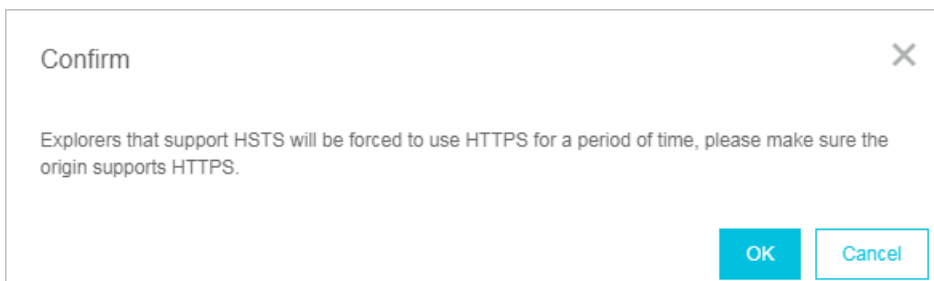 Confirm
Explorers that support HSTS will be forced to use HTTPS for a period of time, please make sure the
origin supports HTTPS.
OK
Cancel